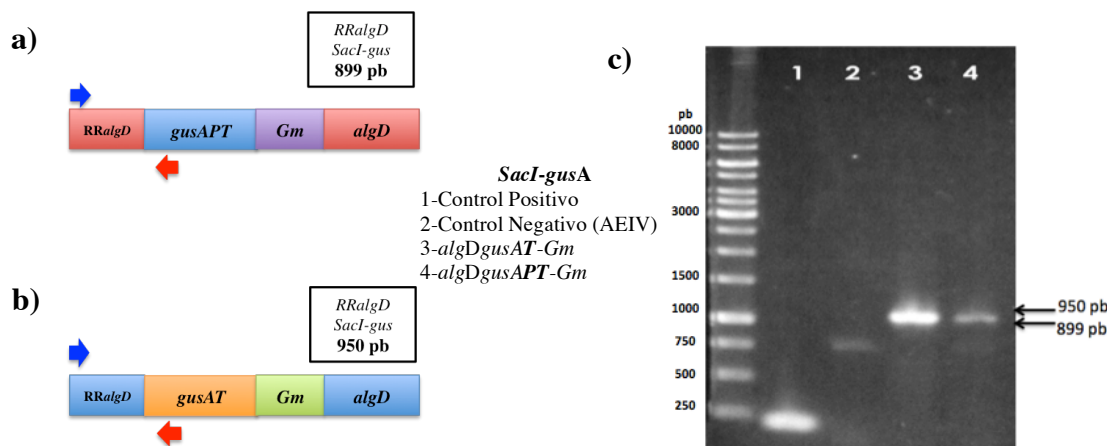 a)
RRalgD
SacI-gus
899 pb
RRalgD gusAPT Gm algD
SacI-gusA
1-Control Positivo
2-Control Negativo (AEIV)
3-algDgusAT-Gm
4-algDgusAPT-Gm
b)
RRalgD
SacI-gus
950 pb
RRalgD gusAT Gm algD
c)
1 2 3 4
pb
10000
8000
3000
1500
1000
750
500
250
950 pb
899 pb